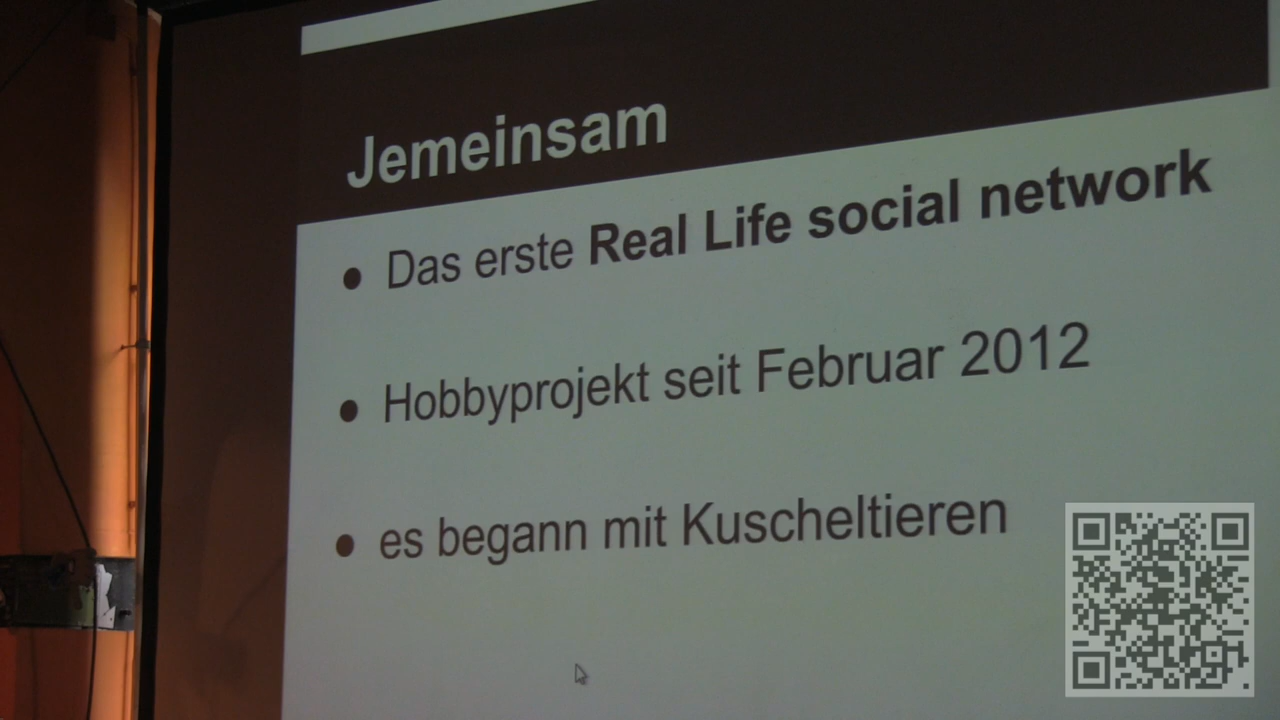 Jemeinsam
• Das erste Real Life social network
• Hobbyprojekt seit Februar 2012
• es begann mit Kuscheltieren